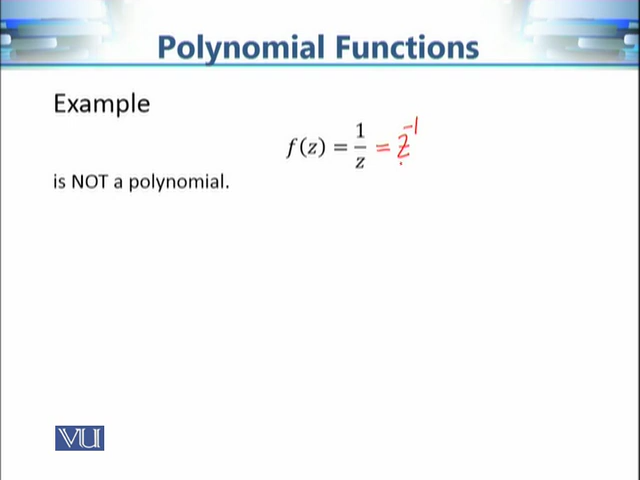 Polynomial Functions
Example
f(z) = 1/z = z⁻¹
is NOT a polynomial.
VU